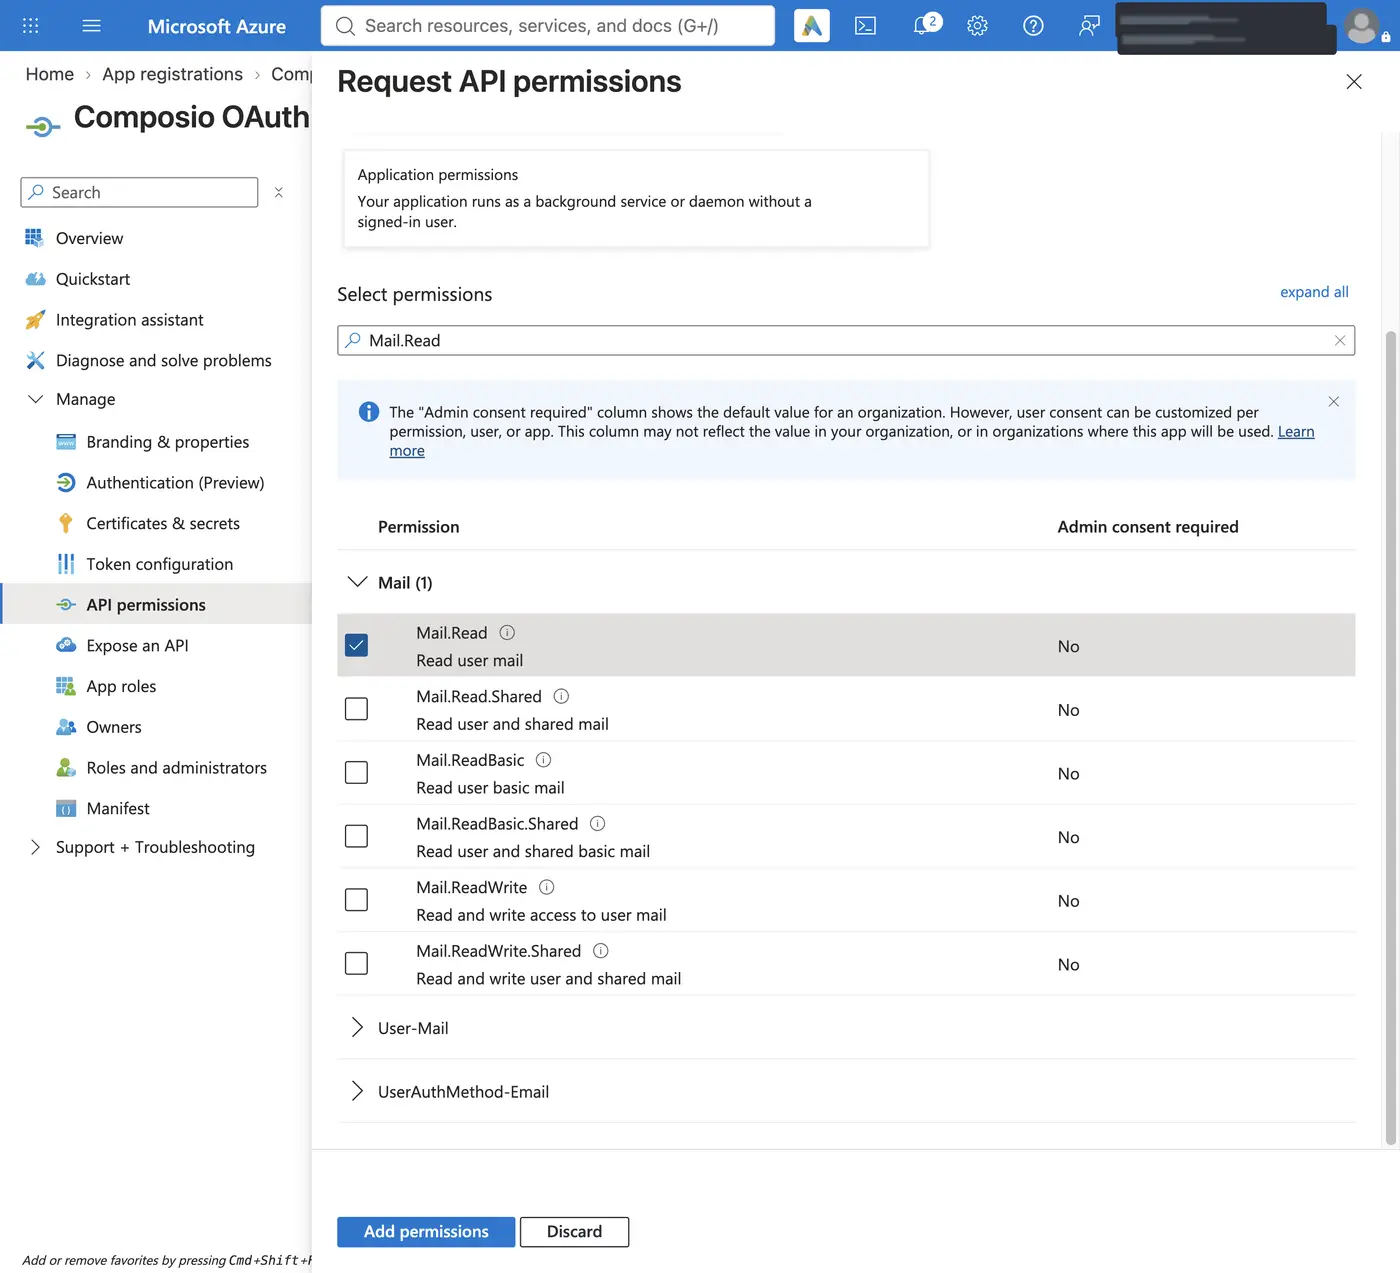 Microsoft Azure
Search resources, services, and docs (G+/)
2
Home › App registrations ›
Composio OAuth
Search
Overview
Quickstart
Integration assistant
Diagnose and solve problems
Manage
Branding & properties
Authentication (Preview)
Certificates & secrets
Token configuration
API permissions
Expose an API
App roles
Owners
Roles and administrators
Manifest
Support + Troubleshooting
Add or remove favorites by pressing Cmd+Shift+
Request API permissions
Application permissions
Your application runs as a background service or daemon without a
signed-in user.
Select permissions
expand all
Mail.Read
The "Admin consent required" column shows the default value for an organization. However, user consent can be customized per
permission, user, or app. This column may not reflect the value in your organization, or in organizations where this app will be used. Learn
more
Permission
Admin consent required
Mail (1)
Mail.Read
Read user mail
No
Mail.Read.Shared
Read user and shared mail
No
Mail.ReadBasic
Read user basic mail
No
Mail.ReadBasic.Shared
Read user and shared basic mail
No
Mail.ReadWrite
Read and write access to user mail
No
Mail.ReadWrite.Shared
Read and write user and shared mail
No
User-Mail
UserAuthMethod-Email
Add permissions
Discard